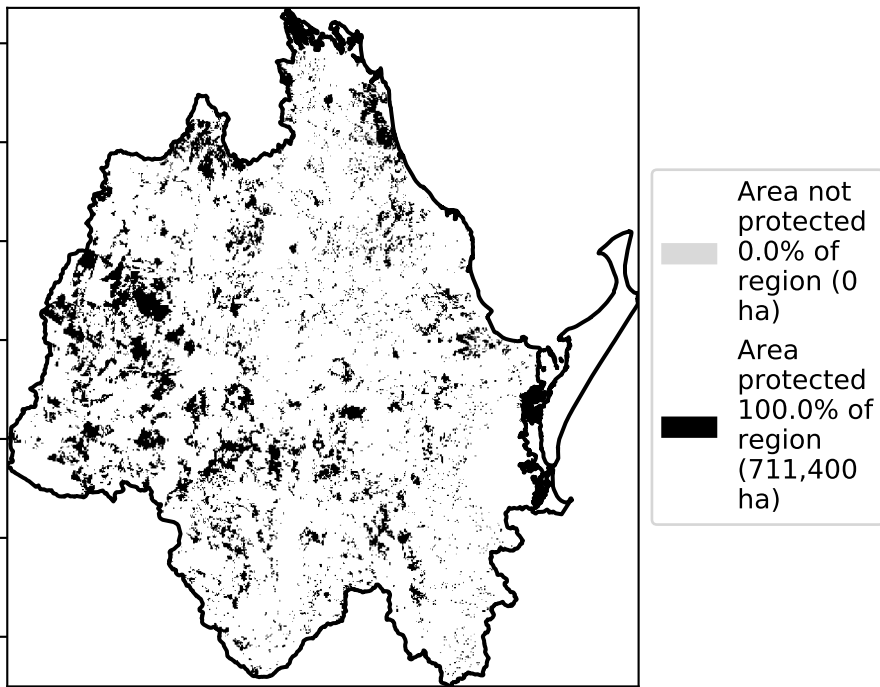 Area not
protected
0.0% of
region (0
ha)
Area
protected
100.0% of
region
(711,400
ha)